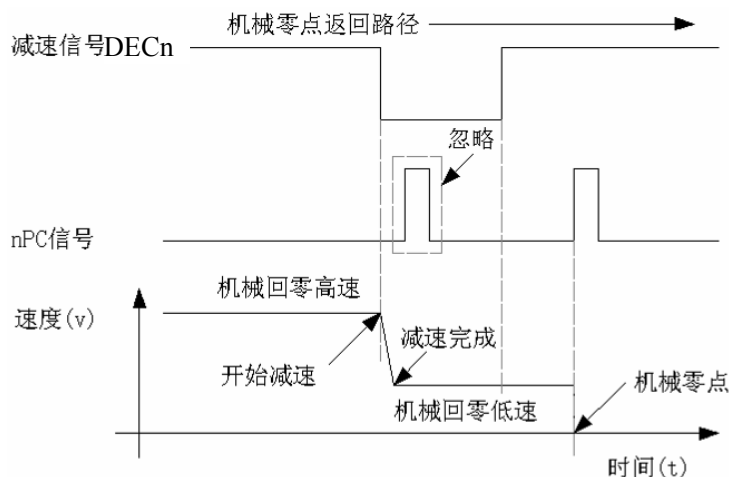 机械零点返回路径
减速信号DECn
忽略
nPC信号
机械回零高速
速度(v)
减速完成
开始减速
机械零点
机械回零低速
时间(t)